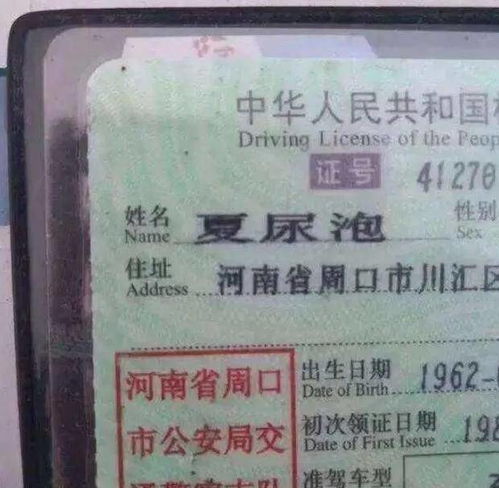 中华人民共和国
Driving License of the Peop
证号 41270
姓名 夏尿泡 性别
Name Sex
住址 河南省周口市川汇区
Address
河南省周口
市公安局交
出生日期 1962-
Date of Birth
初次领证日期 198
Date of First Issue
准驾车型